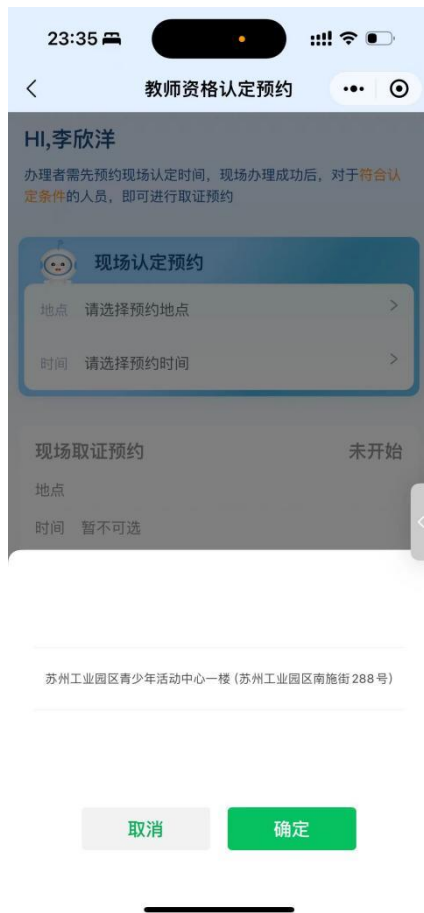 23:35
教师资格认定预约
HI,李欣洋
办理者需先预约现场认定时间，现场办理成功后，对于符合认
定条件的人员，即可进行取证预约
现场认定预约
地点 请选择预约地点
时间 请选择预约时间
现场取证预约 未开始
地点
时间 暂不可选
苏州工业园区青少年活动中心一楼 (苏州工业园区南施街288号)
取消 确定